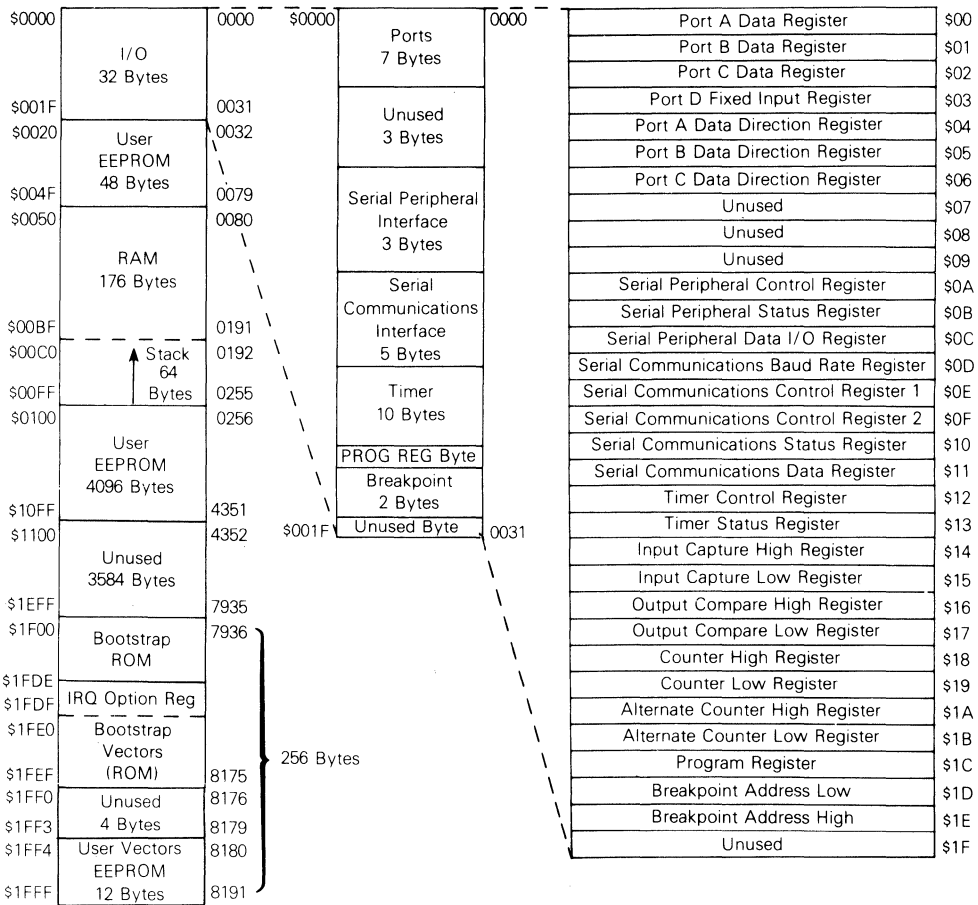 $0000
I/O
32 Bytes
0000
$001F
0031
$0020
User
EEPROM
48 Bytes
0032
$004F
0079
$0050
RAM
176 Bytes
0080
$00BF
0191
$00C0
Stack
64
Bytes
0192
$00FF
0255
$0100
User
EEPROM
4096 Bytes
0256
$10FF
4351
$1100
Unused
3584 Bytes
4352
$1EFF
7935
$1F00
Bootstrap
ROM
7936
$1FDE
IRQ Option Reg
$1FDF
$1FE0
Bootstrap
Vectors
(ROM)
$1FEF
8175
$1FF0
Unused
4 Bytes
8176
$1FF3
8179
$1FF4
User Vectors
EEPROM
12 Bytes
8180
$1FFF
8191
256 Bytes
$0000
Ports
7 Bytes
0000
Unused
3 Bytes
Serial Peripheral
Interface
3 Bytes
Serial
Communications
Interface
5 Bytes
Timer
10 Bytes
PROG REG Byte
Breakpoint
2 Bytes
$001F
Unused Byte
0031
Port A Data Register $00
Port B Data Register $01
Port C Data Register $02
Port D Fixed Input Register $03
Port A Data Direction Register $04
Port B Data Direction Register $05
Port C Data Direction Register $06
Unused $07
Unused $08
Unused $09
Serial Peripheral Control Register $0A
Serial Peripheral Status Register $0B
Serial Peripheral Data I/O Register $0C
Serial Communications Baud Rate Register $0D
Serial Communications Control Register 1 $0E
Serial Communications Control Register 2 $0F
Serial Communications Status Register $10
Serial Communications Data Register $11
Timer Control Register $12
Timer Status Register $13
Input Capture High Register $14
Input Capture Low Register $15
Output Compare High Register $16
Output Compare Low Register $17
Counter High Register $18
Counter Low Register $19
Alternate Counter High Register $1A
Alternate Counter Low Register $1B
Program Register $1C
Breakpoint Address Low $1D
Breakpoint Address High $1E
Unused $1F